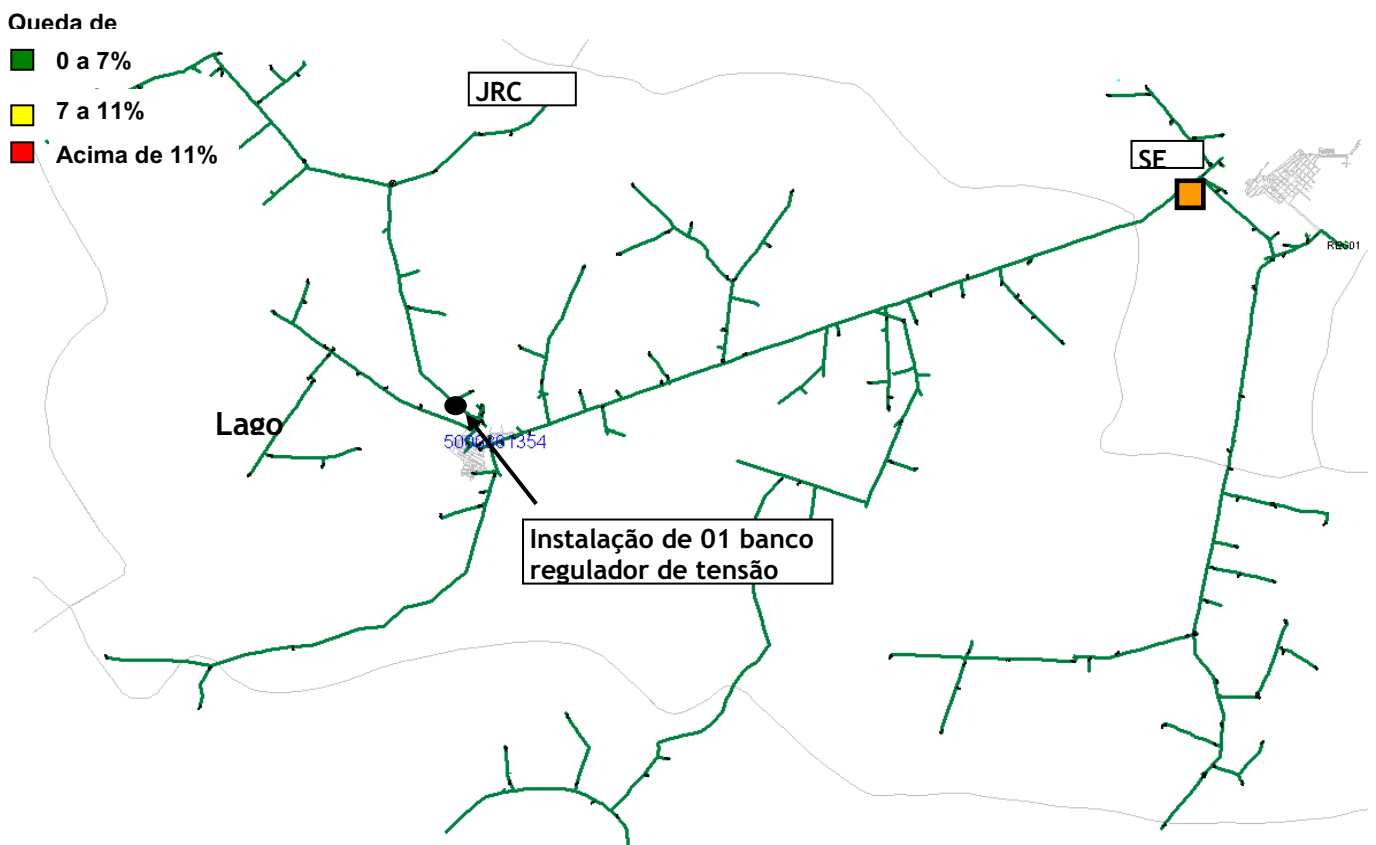 Queda de
0 a 7%
7 a 11%
Acima de 11%
JRC
SE
Lago
Instalação de 01 banco
regulador de tensão